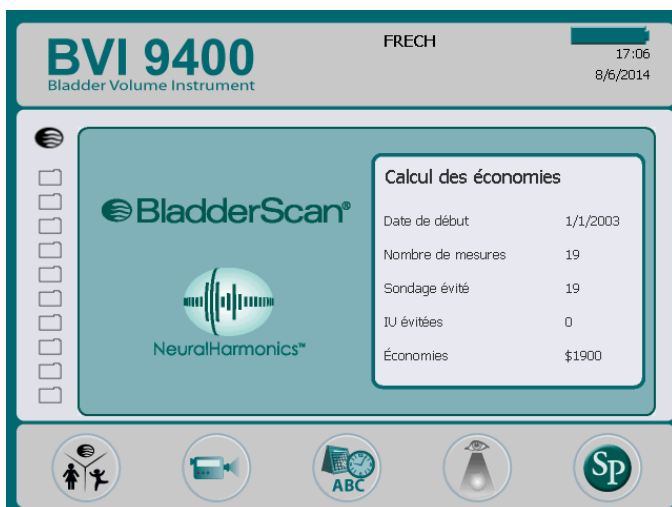 BVI 9400
Bladder Volume Instrument
FRECH
17:06
8/6/2014
BladderScan®
NeuralHarmonics™
Calcul des économies
Date de début 1/1/2003
Nombre de mesures 19
Sondage évité 19
IU évitées 0
Économies $1900
ABC
SP